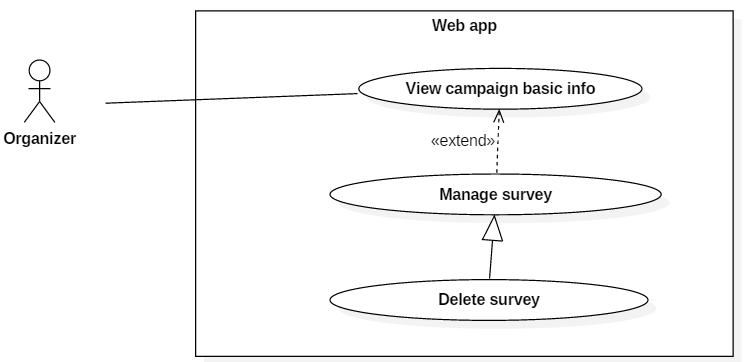 Web app
View campaign basic info
Organizer
«extend»
Manage survey
Delete survey